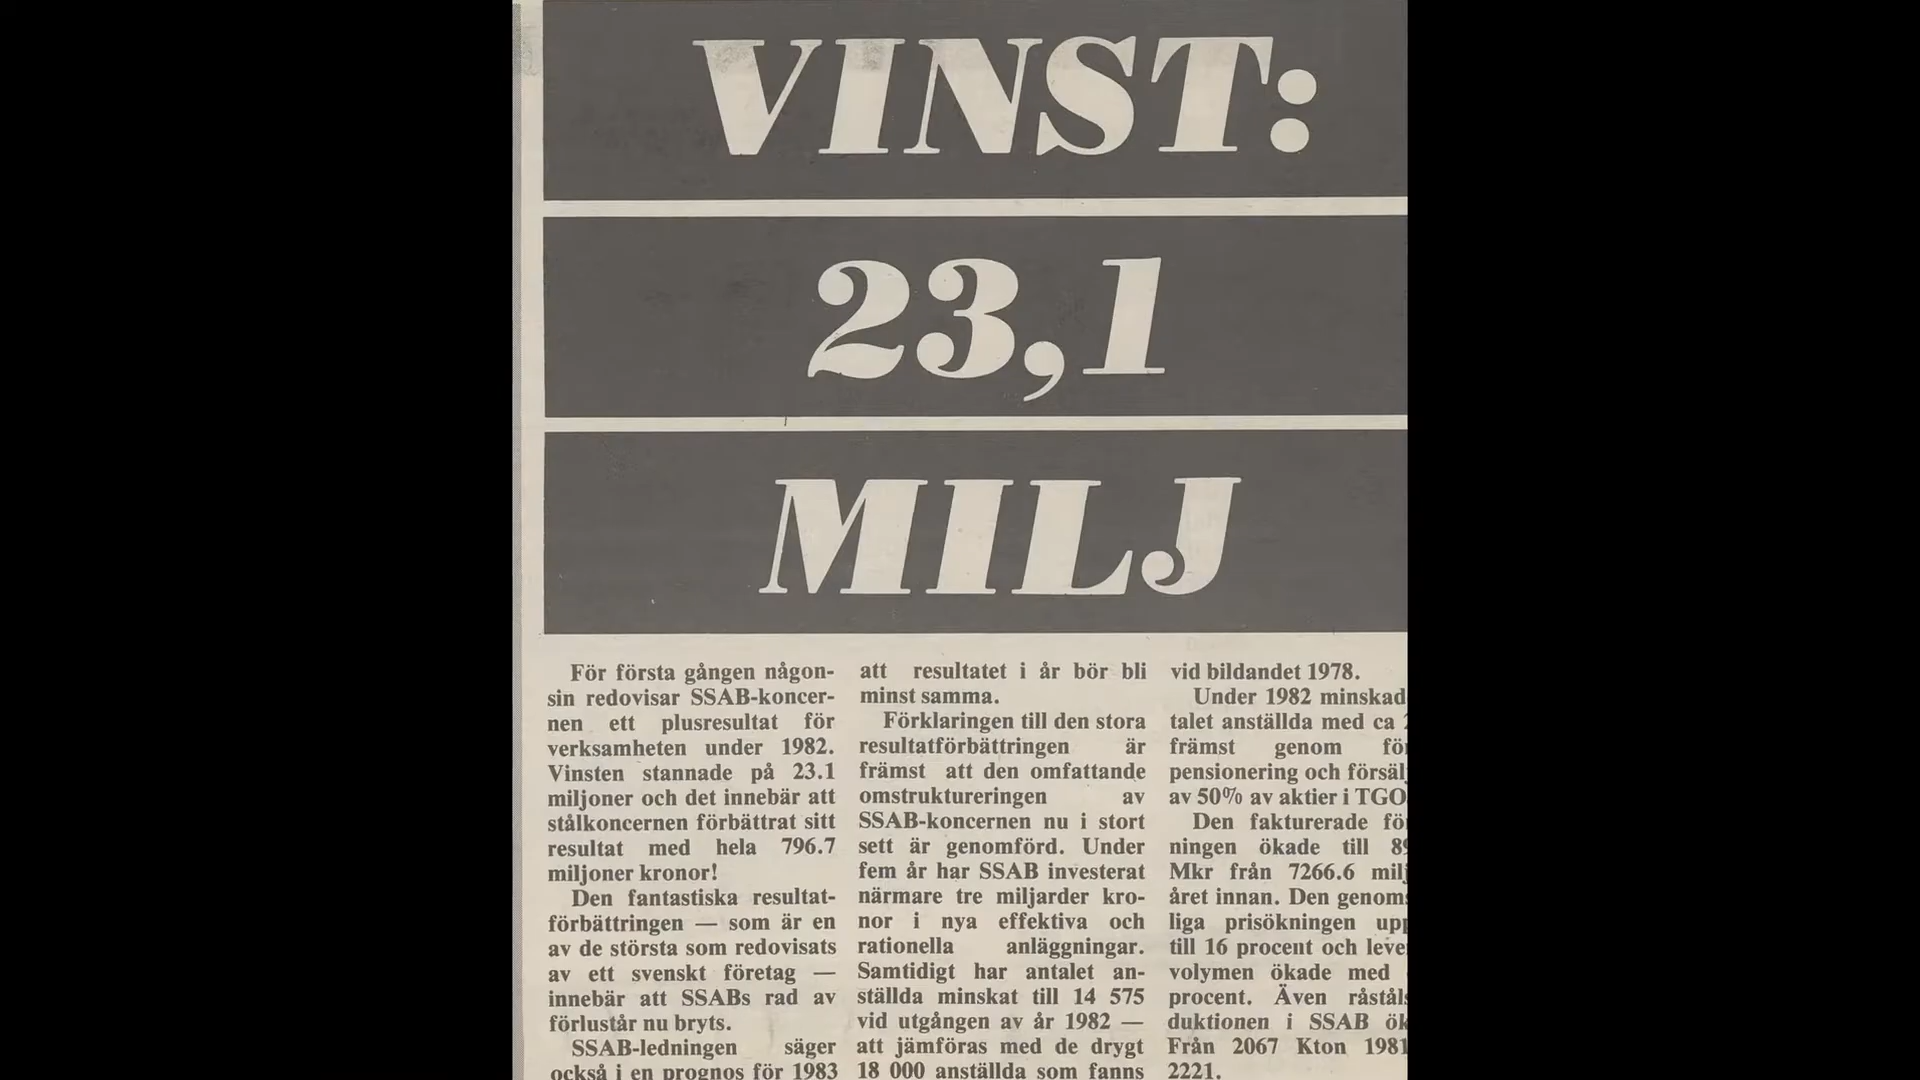 VINST:
23,1
MILJ
För första gången någon-
sin redovisar SSAB-koncer-
nen ett plusresultat för
verksamheten under 1982.
Vinsten stannade på 23.1
miljoner och det innebär att
stålkoncernen förbättrat sitt
resultat med hela 796.7
miljoner kronor!
Den fantastiska resultat-
förbättringen — som är en
av de största som redovisats
av ett svenskt företag —
innebär att SSABs rad av
förlustår nu bryts.
SSAB-ledningen säger
också i en prognos för 1983
att resultatet i år bör bli
minst samma.
Förklaringen till den stora
resultatförbättringen är
främst att den omfattande
omstruktureringen av
SSAB-koncernen nu i stort
sett är genomförd. Under
fem år har SSAB investerat
närmare tre miljarder kro-
nor i nya effektiva och
rationella anläggningar.
Samtidigt har antalet an-
ställda minskat till 14 575
vid utgången av år 1982 —
att jämföras med de drygt
18 000 anställda som fanns
vid bildandet 1978.
Under 1982 minskad
talet anställda med ca
främst genom för
pensionering och försäl
av 50% av aktier i TGO
Den fakturerade för
ningen ökade till
Mkr från 7266.6 milj
året innan. Den genoms
liga prisökningen upp
till 16 procent och leve
volymen ökade med
procent. Även råstål
duktionen i SSAB ök
Från 2067 Kton 1981
2221.